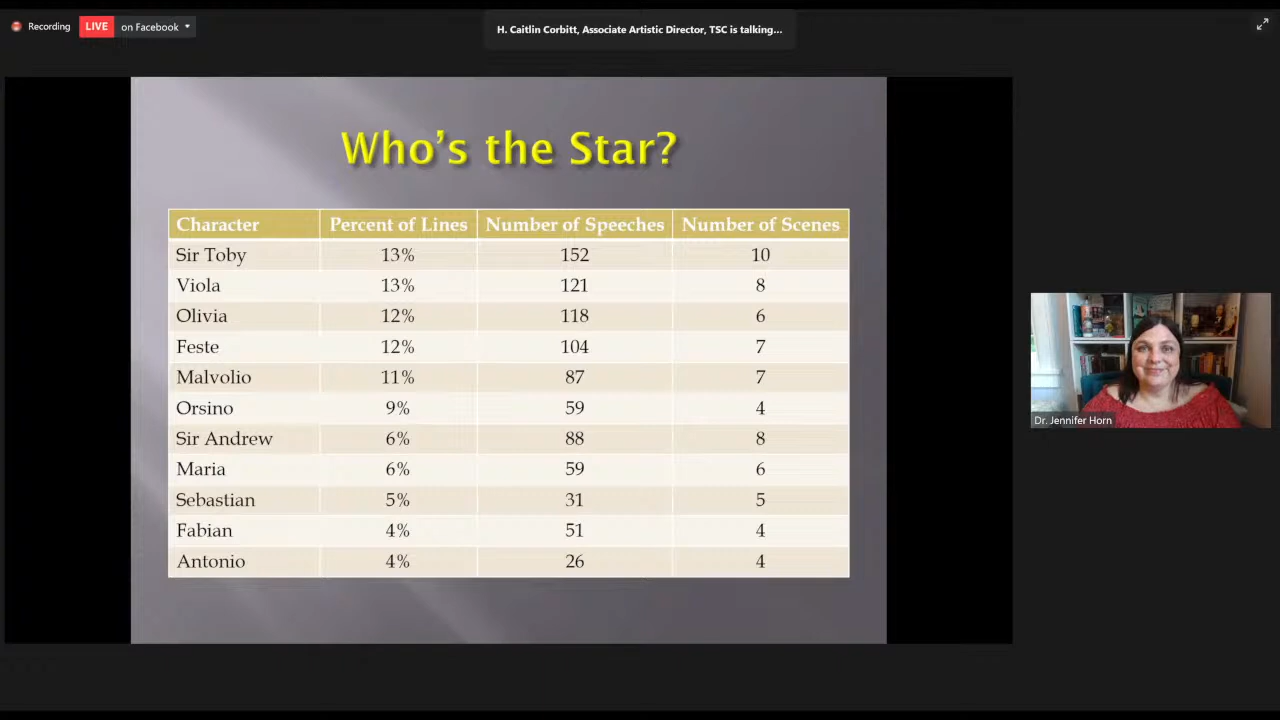 Recording LIVE on Facebook
H. Caitlin Corbitt, Associate Artistic Director, TSC is talking...
Who's the Star?
Character Percent of Lines Number of Speeches Number of Scenes
Sir Toby 13% 152 10
Viola 13% 121 8
Olivia 12% 118 6
Feste 12% 104 7
Malvolio 11% 87 7
Orsino 9% 59 4
Sir Andrew 6% 88 8
Maria 6% 59 6
Sebastian 5% 31 5
Fabian 4% 51 4
Antonio 4% 26 4
Dr. Jennifer Horn